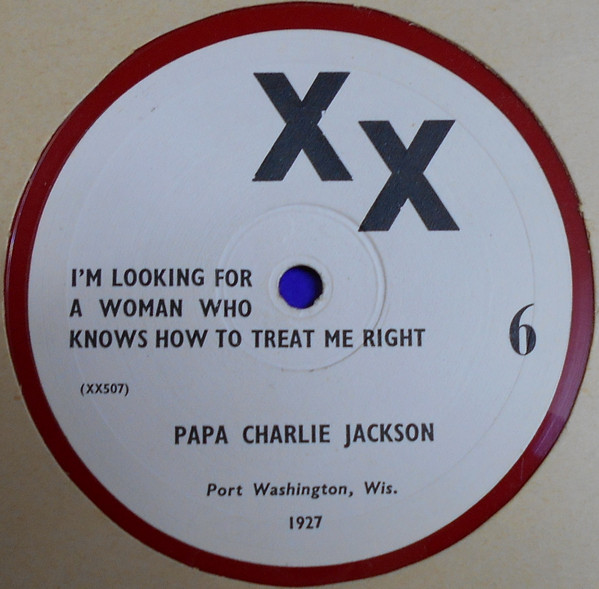 X
X
I'M LOOKING FOR
A WOMAN WHO
KNOWS HOW TO TREAT ME RIGHT
6
(XX507)
PAPA CHARLIE JACKSON
Port Washington, Wis.
1927